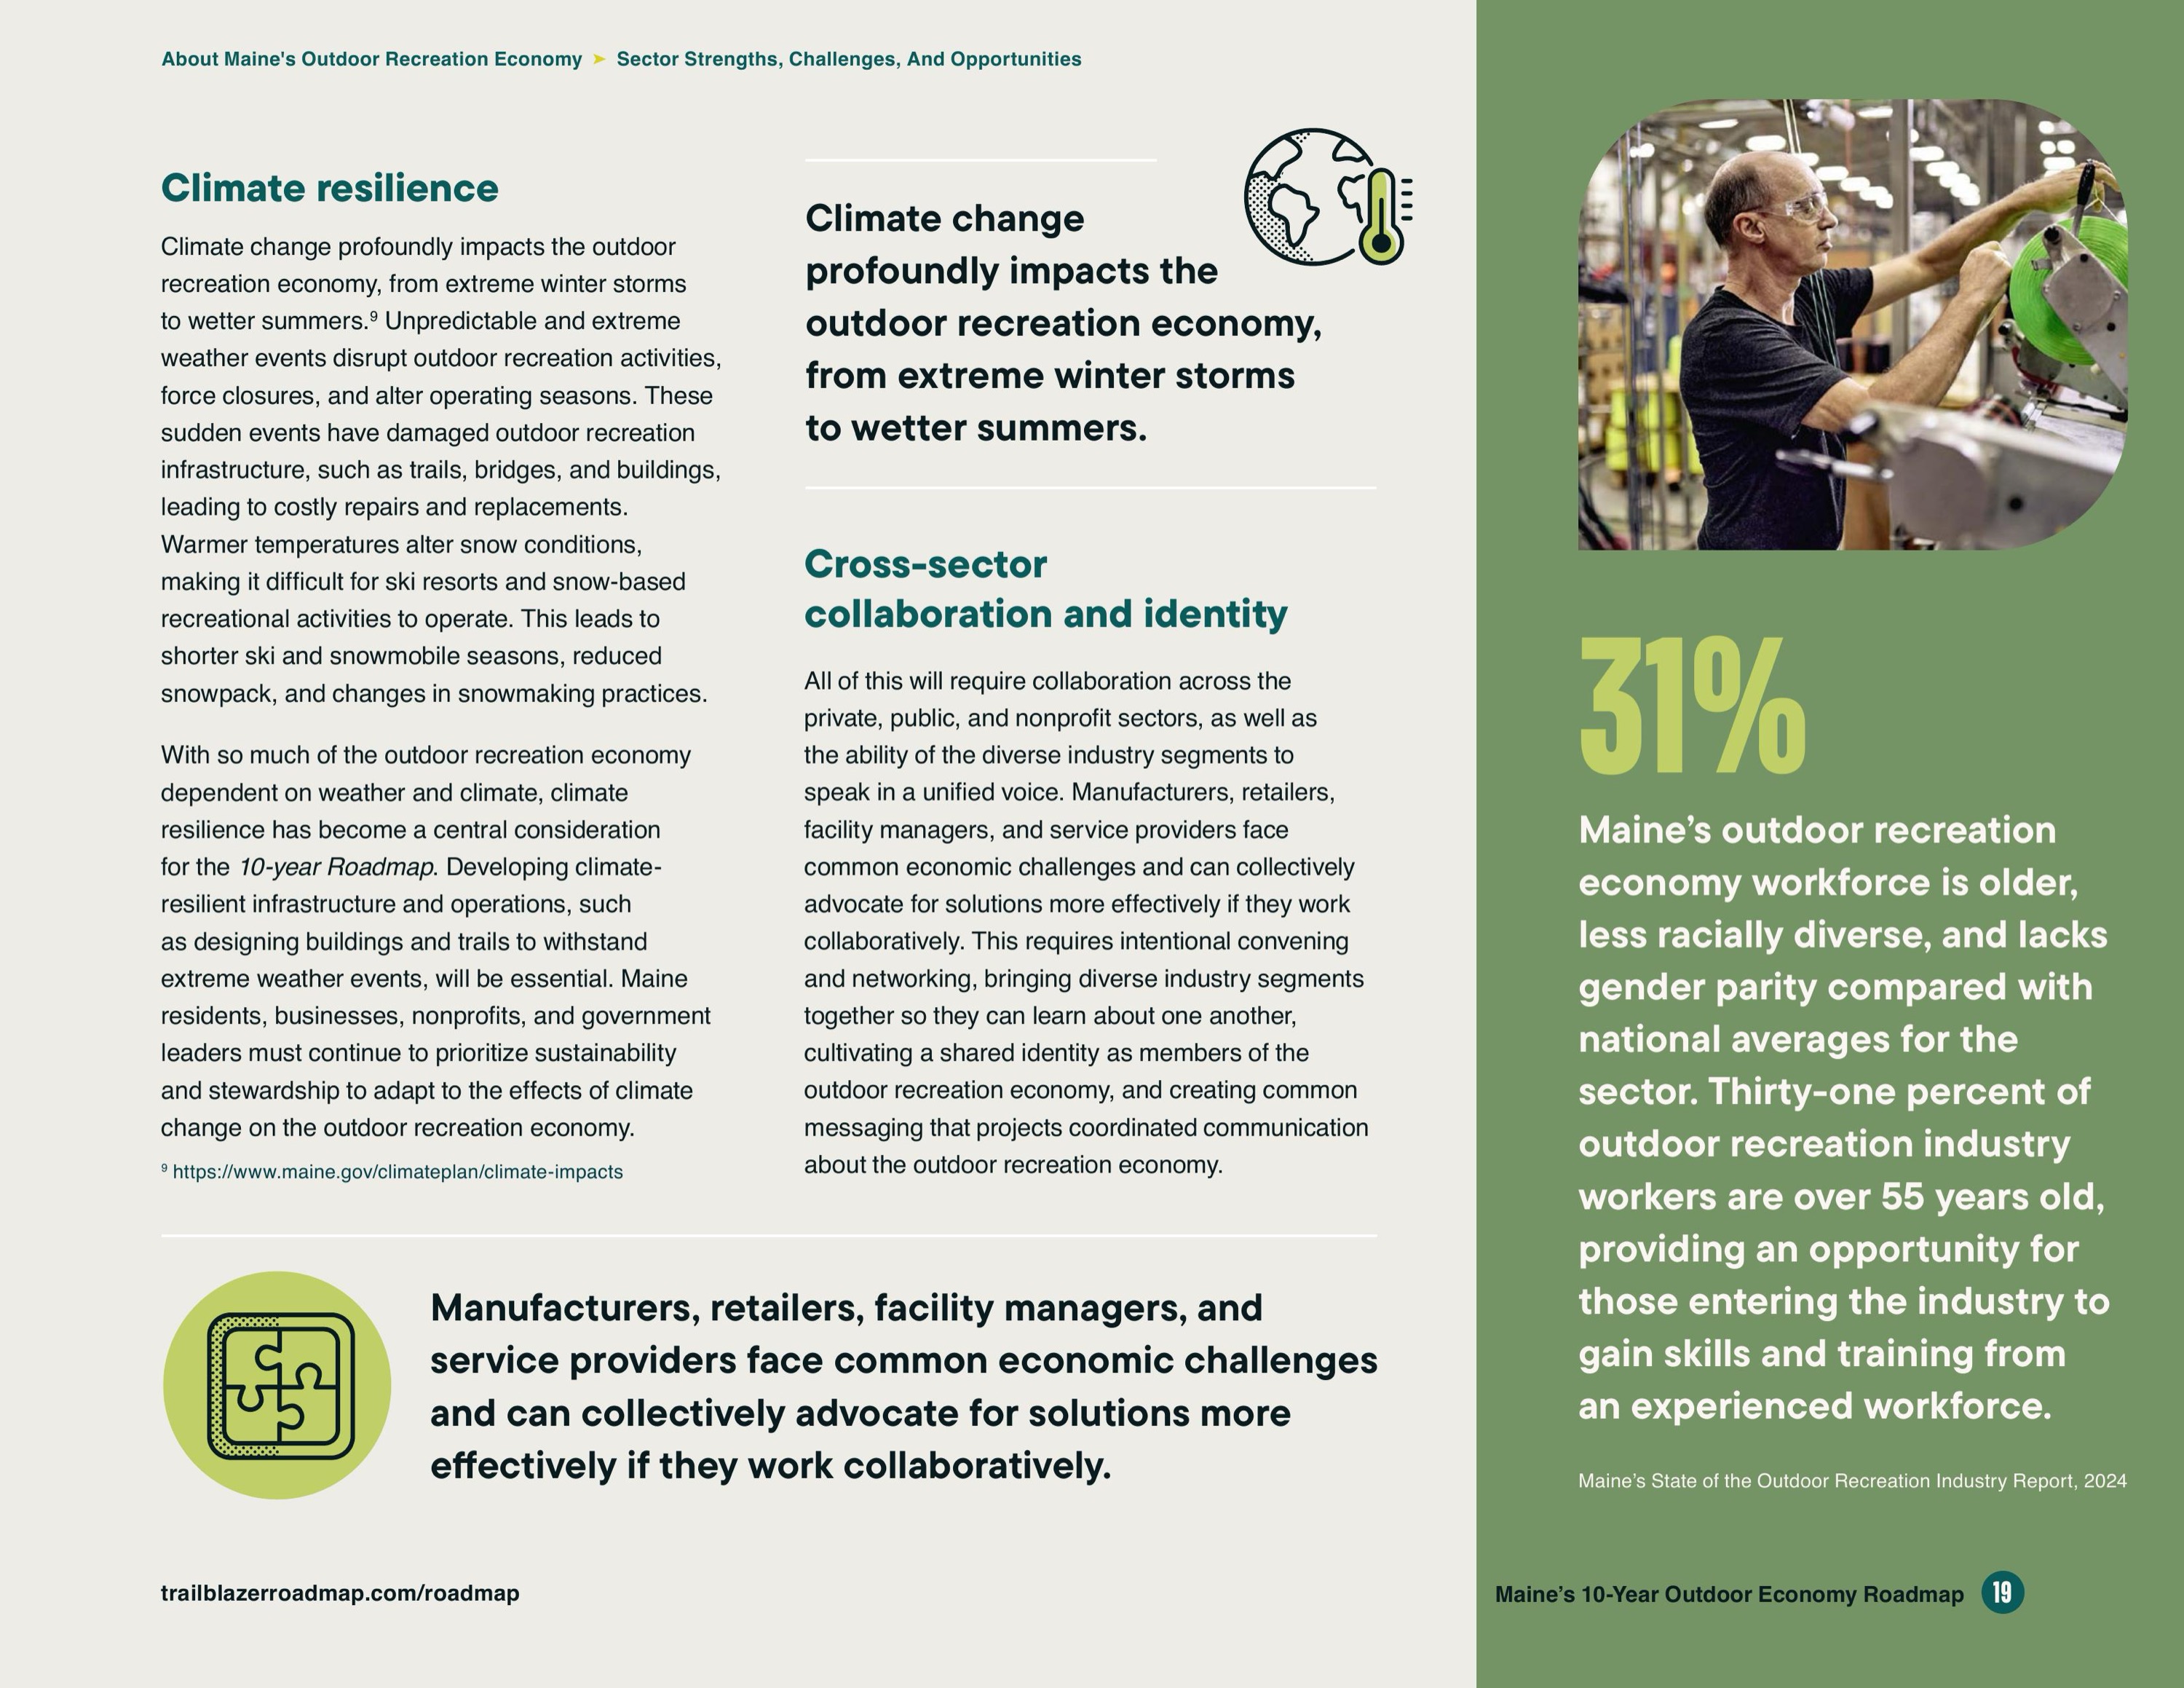 About Maine's Outdoor Recreation Economy ➤ Sector Strengths, Challenges, And Opportunities
Climate resilience
Climate change profoundly impacts the outdoor
recreation economy, from extreme winter storms
to wetter summers.⁹ Unpredictable and extreme
weather events disrupt outdoor recreation activities,
force closures, and alter operating seasons. These
sudden events have damaged outdoor recreation
infrastructure, such as trails, bridges, and buildings,
leading to costly repairs and replacements.
Warmer temperatures alter snow conditions,
making it difficult for ski resorts and snow-based
recreational activities to operate. This leads to
shorter ski and snowmobile seasons, reduced
snowpack, and changes in snowmaking practices.
With so much of the outdoor recreation economy
dependent on weather and climate, climate
resilience has become a central consideration
for the 10-year Roadmap. Developing climate-
resilient infrastructure and operations, such
as designing buildings and trails to withstand
extreme weather events, will be essential. Maine
residents, businesses, nonprofits, and government
leaders must continue to prioritize sustainability
and stewardship to adapt to the effects of climate
change on the outdoor recreation economy.
⁹ https://www.maine.gov/climateplan/climate-impacts
Climate change
profoundly impacts the
outdoor recreation economy,
from extreme winter storms
to wetter summers.
Cross-sector
collaboration and identity
All of this will require collaboration across the
private, public, and nonprofit sectors, as well as
the ability of the diverse industry segments to
speak in a unified voice. Manufacturers, retailers,
facility managers, and service providers face
common economic challenges and can collectively
advocate for solutions more effectively if they work
collaboratively. This requires intentional convening
and networking, bringing diverse industry segments
together so they can learn about one another,
cultivating a shared identity as members of the
outdoor recreation economy, and creating common
messaging that projects coordinated communication
about the outdoor recreation economy.
Manufacturers, retailers, facility managers, and
service providers face common economic challenges
and can collectively advocate for solutions more
effectively if they work collaboratively.
31%
Maine’s outdoor recreation
economy workforce is older,
less racially diverse, and lacks
gender parity compared with
national averages for the
sector. Thirty-one percent of
outdoor recreation industry
workers are over 55 years old,
providing an opportunity for
those entering the industry to
gain skills and training from
an experienced workforce.
Maine’s State of the Outdoor Recreation Industry Report, 2024
trailblazerroadmap.com/roadmap
Maine’s 10-Year Outdoor Economy Roadmap 19